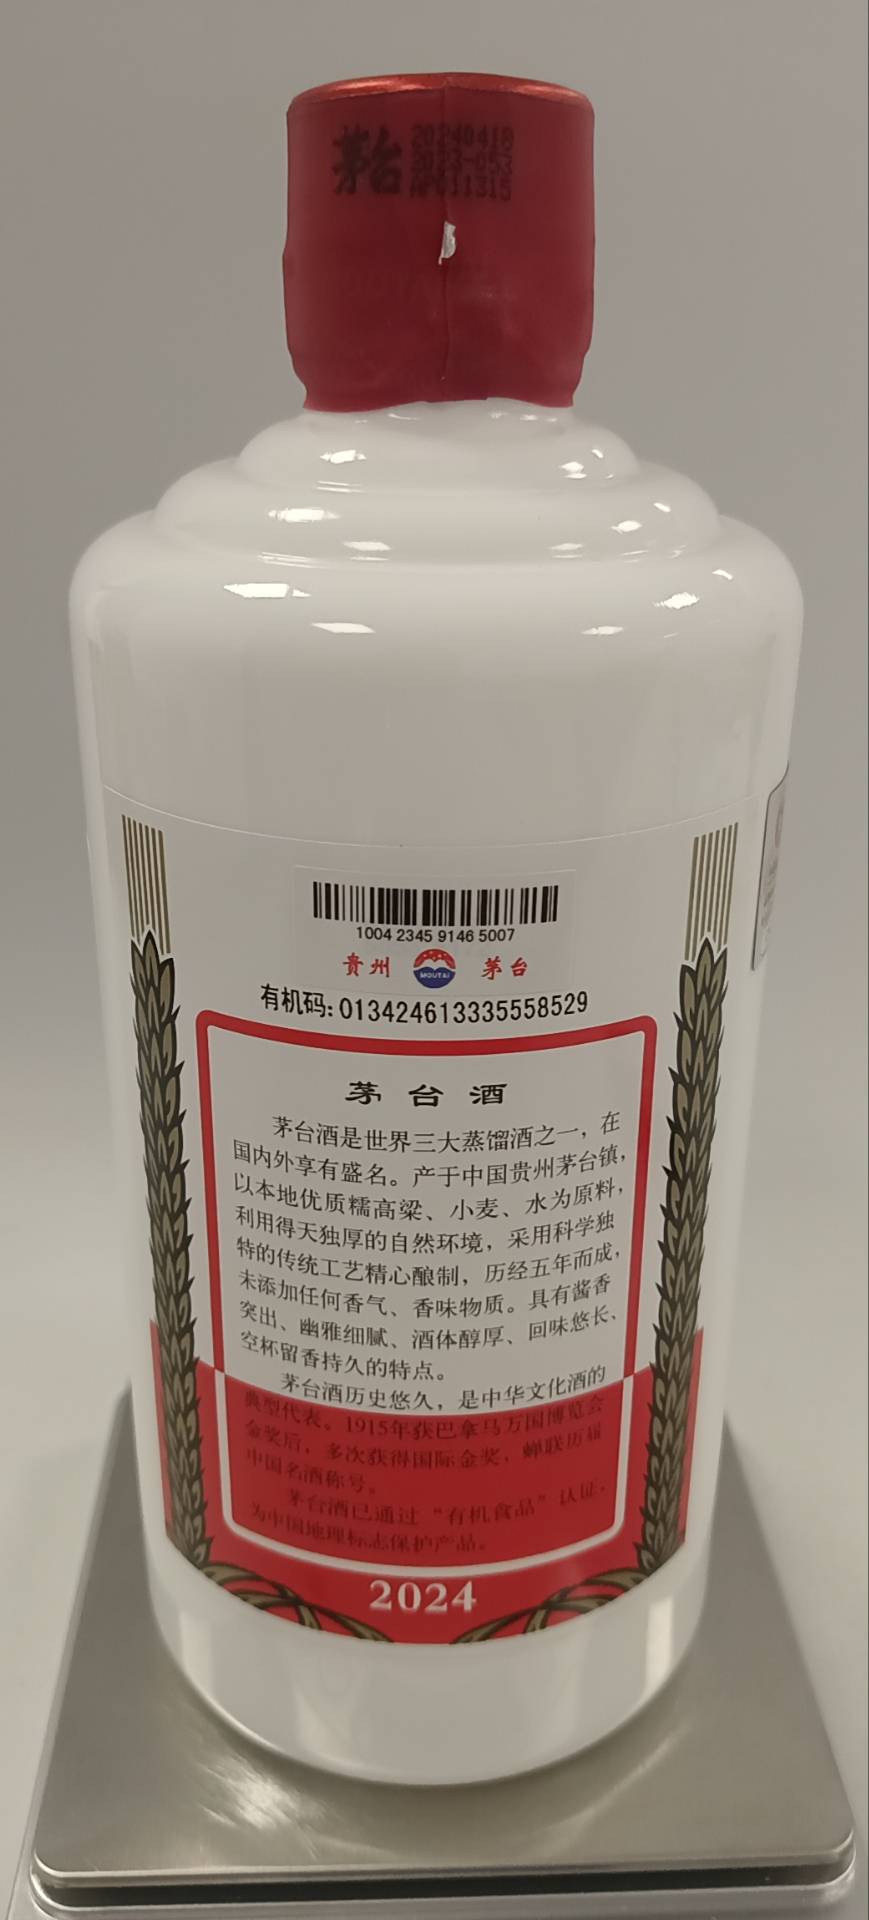 茅台
20240418
2023-053
1004 2345 9146 5007
贵州 MOUTAI 茅台
有机码:013424613335558529
茅台酒
茅台酒是世界三大蒸馏酒之一，在
国内外享有盛名。产于中国贵州茅台镇，
以本地优质糯高粱、小麦、水为原料，
利用得天独厚的自然环境，采用科学独
特的传统工艺精心酿制，历经五年而成，
未添加任何香气、香味物质。具有酱香
突出、幽雅细腻、酒体醇厚、回味悠长、
空杯留香持久的特点。
茅台酒历史悠久，是中华文化酒的
典型代表。1915年获巴拿马万国博览会
金奖后，多次获得国际金奖，蝉联历届
中国名酒称号。
茅台酒已通过“有机食品”认证，
为中国地理标志保护产品。
2024